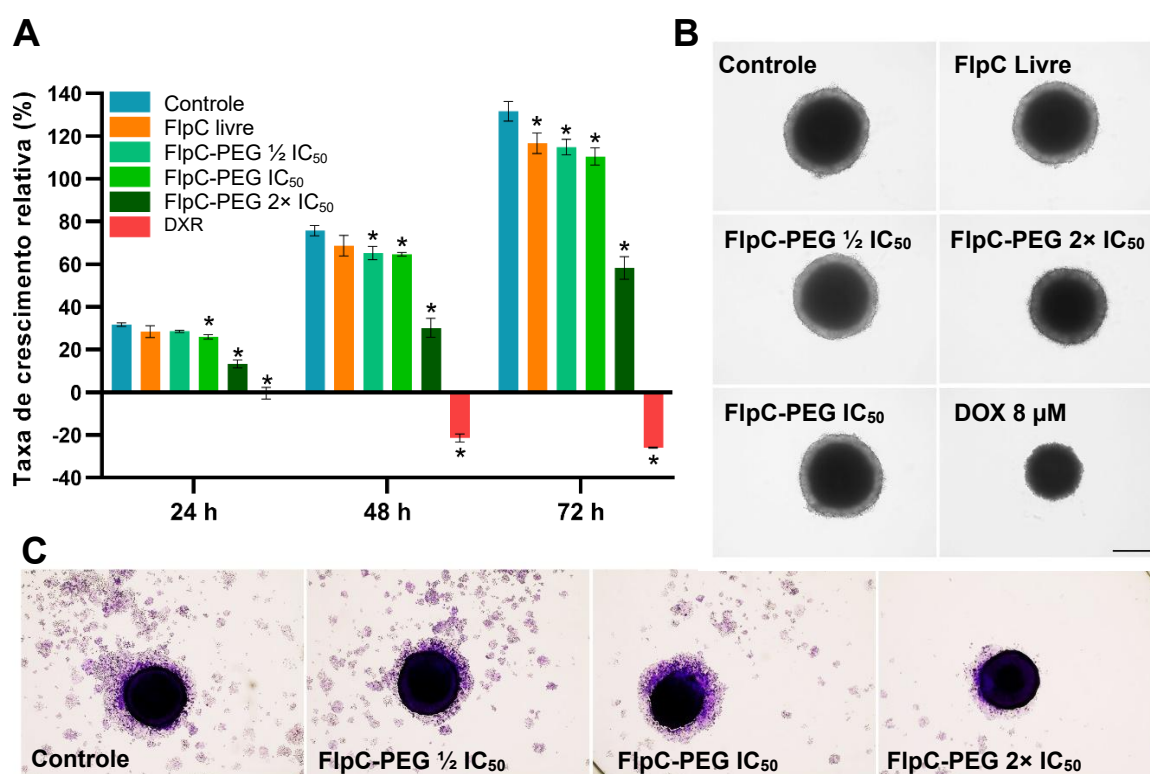 A
Taxa de crescimento relativa (%)
140
120
100
80
60
40
20
0
-20
-40
Controle
FlpC livre
FlpC-PEG ½ IC₅₀
FlpC-PEG IC₅₀
FlpC-PEG 2× IC₅₀
DXR
* * *
* *
* * * *
*
*
*
* *
24 h 48 h 72 h
B
Controle FlpC Livre
FlpC-PEG ½ IC₅₀ FlpC-PEG 2× IC₅₀
FlpC-PEG IC₅₀ DOX 8 µM
C
Controle FlpC-PEG ½ IC₅₀ FlpC-PEG IC₅₀ FlpC-PEG 2× IC₅₀